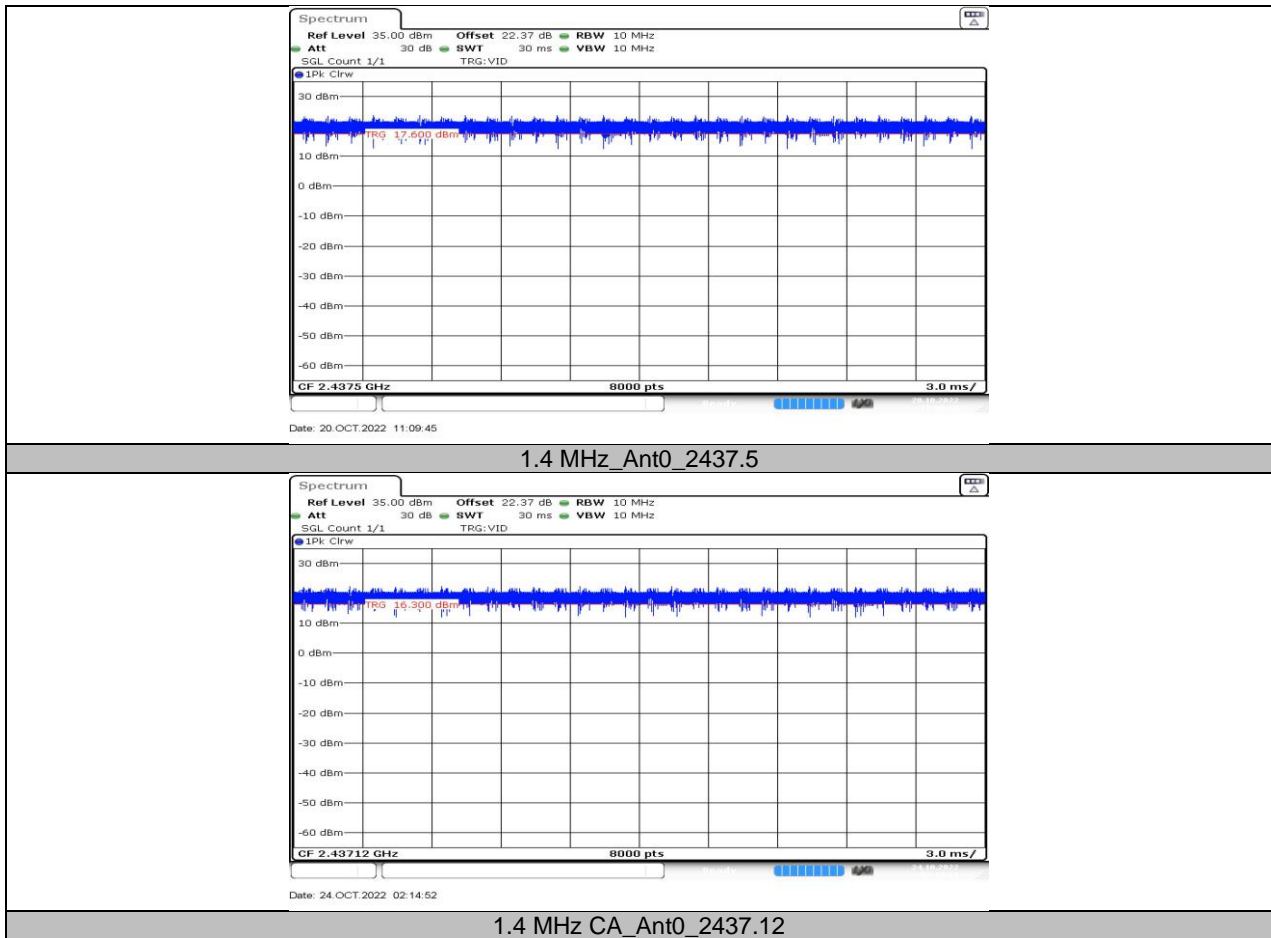 Spectrum
Ref Level 35.00 dBm Offset 22.37 dB RBW 10 MHz
Att 30 dB SWT 30 ms VBW 10 MHz
SGL Count 1/1 TRG:VID
1Pk Clrw
30 dBm
TRG 17.600 dBm
10 dBm
0 dBm
-10 dBm
-20 dBm
-30 dBm
-40 dBm
-50 dBm
-60 dBm
CF 2.4375 GHz 8000 pts 3.0 ms/
Date: 20.OCT.2022 11:09:45
1.4 MHz_Ant0_2437.5
Spectrum
Ref Level 35.00 dBm Offset 22.37 dB RBW 10 MHz
Att 30 dB SWT 30 ms VBW 10 MHz
SGL Count 1/1 TRG:VID
1Pk Clrw
30 dBm
TRG 16.300 dBm
10 dBm
0 dBm
-10 dBm
-20 dBm
-30 dBm
-40 dBm
-50 dBm
-60 dBm
CF 2.43712 GHz 8000 pts 3.0 ms/
Date: 24.OCT.2022 02:14:52
1.4 MHz CA_Ant0_2437.12